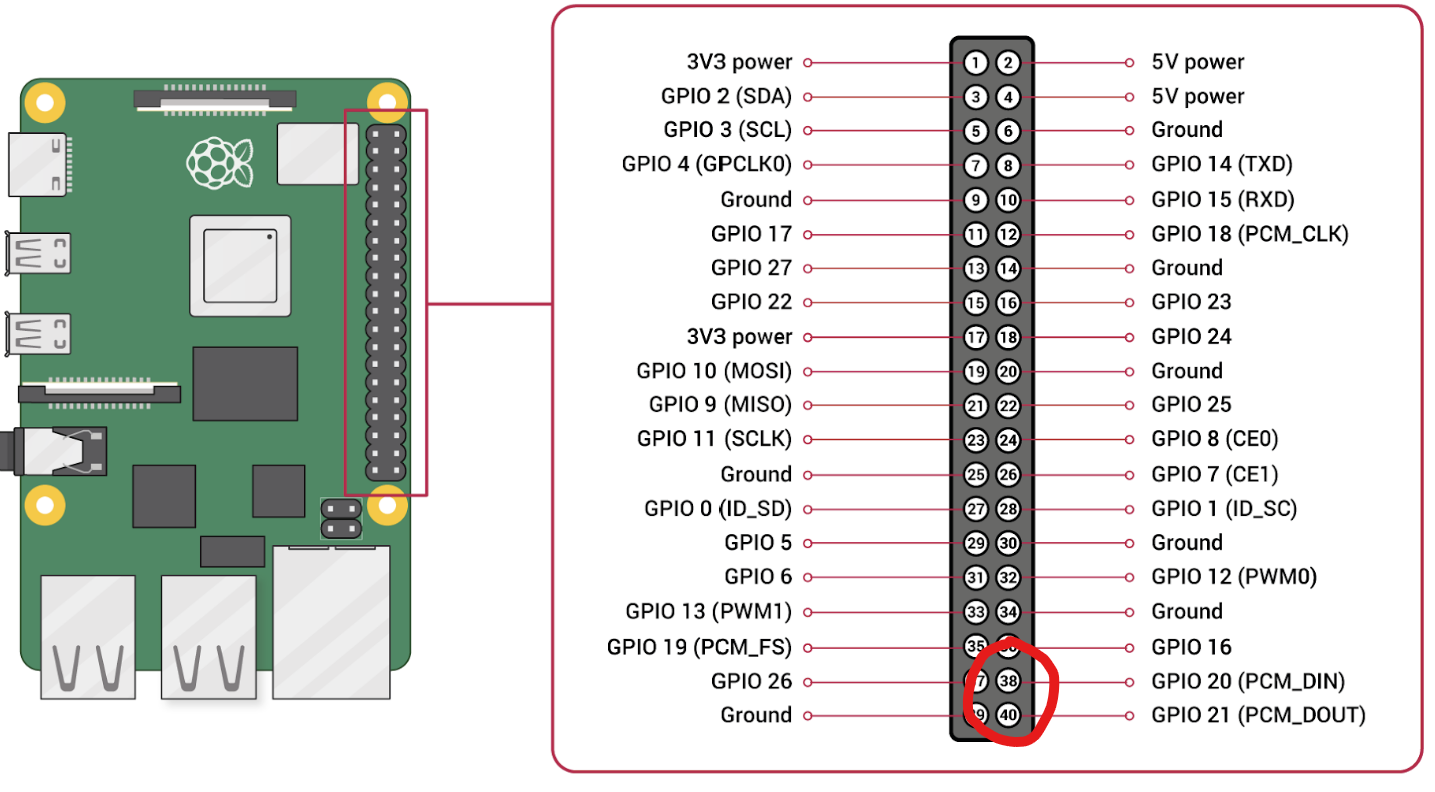 3V3 power 1 2 5V power
GPIO 2 (SDA) 3 4 5V power
GPIO 3 (SCL) 5 6 Ground
GPIO 4 (GPCLK0) 7 8 GPIO 14 (TXD)
Ground 9 10 GPIO 15 (RXD)
GPIO 17 11 12 GPIO 18 (PCM_CLK)
GPIO 27 13 14 Ground
GPIO 22 15 16 GPIO 23
3V3 power 17 18 GPIO 24
GPIO 10 (MOSI) 19 20 Ground
GPIO 9 (MISO) 21 22 GPIO 25
GPIO 11 (SCLK) 23 24 GPIO 8 (CE0)
Ground 25 26 GPIO 7 (CE1)
GPIO 0 (ID_SD) 27 28 GPIO 1 (ID_SC)
GPIO 5 29 30 Ground
GPIO 6 31 32 GPIO 12 (PWM0)
GPIO 13 (PWM1) 33 34 Ground
GPIO 19 (PCM_FS) 35 GPIO 16
GPIO 26 38 GPIO 20 (PCM_DIN)
Ground 40 GPIO 21 (PCM_DOUT)